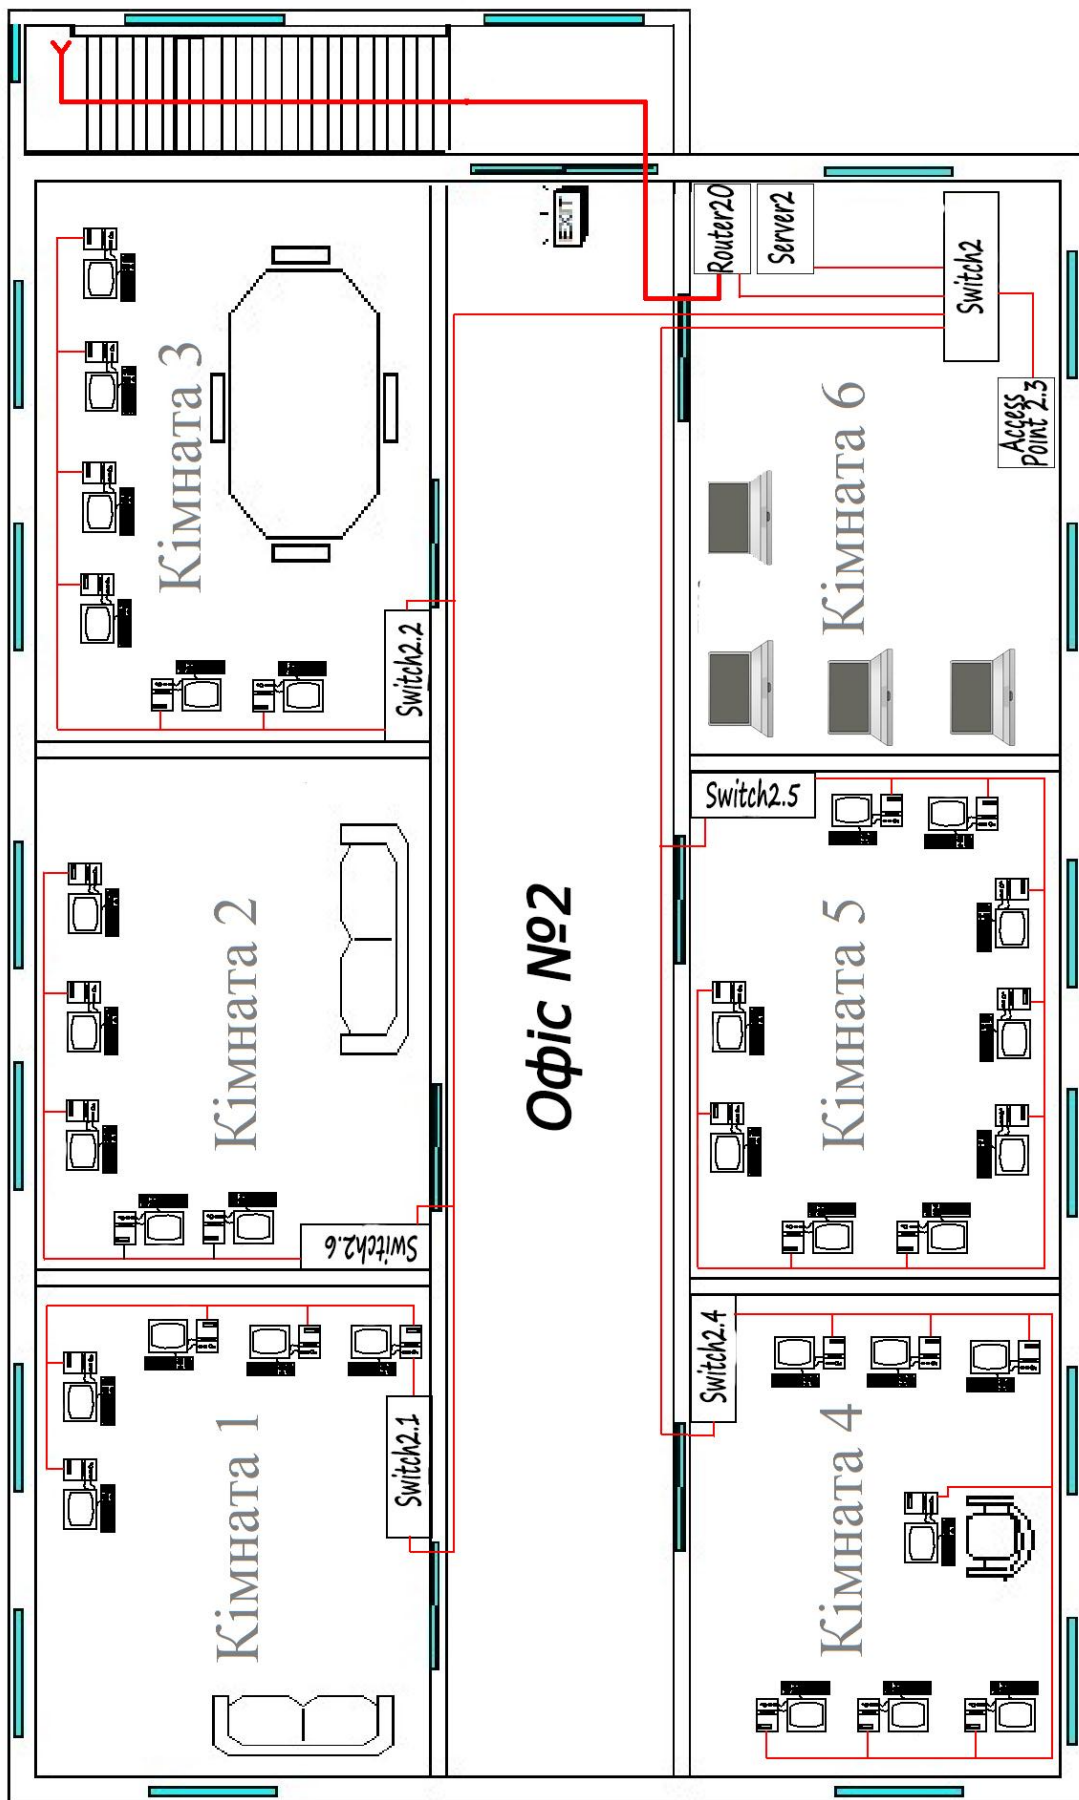 EXIT
Router20
Server2
Switch2
Access
Point 2.3
Кімната 3
Кімната 6
Switch2.2
Switch2.5
Кімната 2
Офіс №2
Кімната 5
Switch2.6
Switch2.4
Switch2.1
Кімната 1
Кімната 4